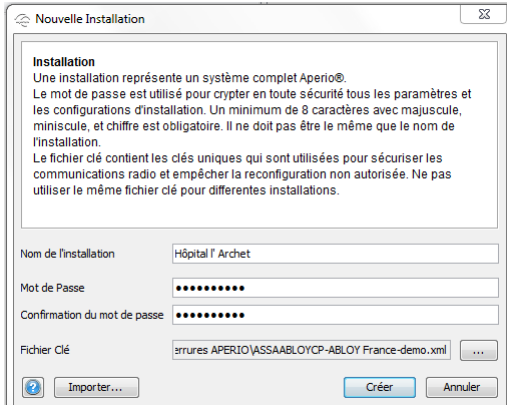 Nouvelle Installation
Installation
Une installation représente un système complet Aperio®.
Le mot de passe est utilisé pour crypter en toute sécurité tous les paramètres et
les configurations d'installation. Un minimum de 8 caractères avec majuscule,
miniscule, et chiffre est obligatoire. Il ne doit pas être le même que le nom de
l'installation.
Le fichier clé contient les clés uniques qui sont utilisées pour sécuriser les
communications radio et empêcher la reconfiguration non autorisée. Ne pas
utiliser le même fichier clé pour differentes installations.
Nom de l'installation Hôpital l' Archet
Mot de Passe ●●●●●●●●●●
Confirmation du mot de passe ●●●●●●●●●●
Fichier Clé errures APERIO\ASSAABLOYCP-ABLOY France-demo.xml ...
? Importer... Créer Annuler